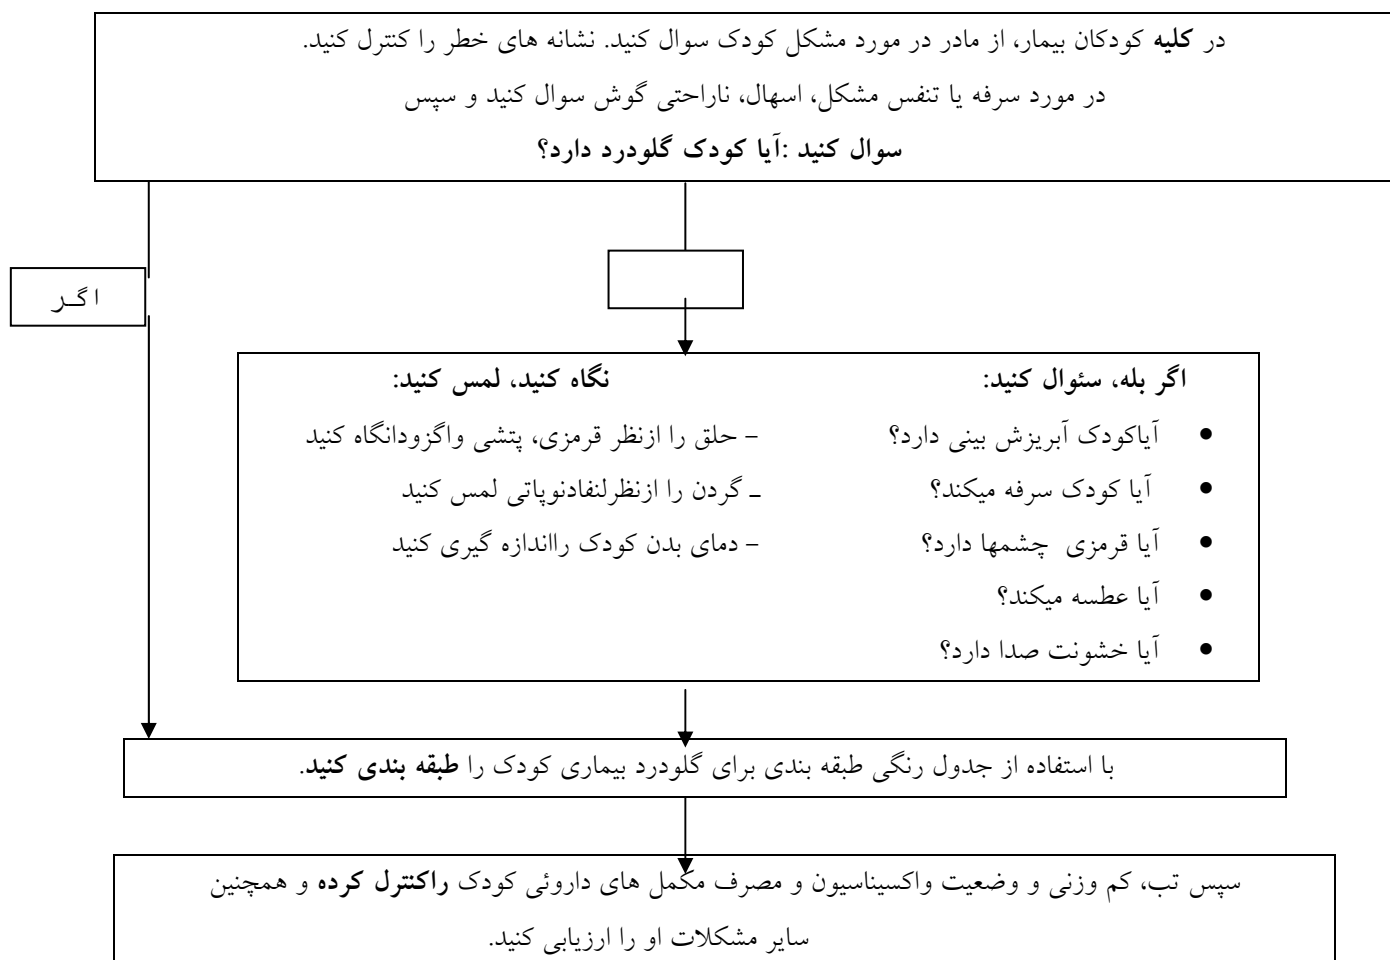 در کلیه کودکان بیمار، از مادر در مورد مشکل کودک سوال کنید. نشانه های خطر را کنترل کنید.
در مورد سرفه یا تنفس مشکل، اسهال، ناراحتی گوش سوال کنید و سپس
سوال کنید :آیا کودک گلودرد دارد؟
اگر
اگر بله، سئوال کنید:
• آیاکودک آبریزش بینی دارد؟
• آیا کودک سرفه میکند؟
• آیا قرمزی چشمها دارد؟
• آیا عطسه میکند؟
• آیا خشونت صدا دارد؟
نگاه کنید، لمس کنید:
– حلق را ازنظر قرمزی، پتشی واگزودانگاه کنید
ـ گردن را ازنظرلنفادنوپاتی لمس کنید
– دمای بدن کودک رااندازه گیری کنید
با استفاده از جدول رنگی طبقه بندی برای گلودرد بیماری کودک را طبقه بندی کنید.
سپس تب، کم وزنی و وضعیت واکسیناسیون و مصرف مکمل های داروئی کودک راکنترل کرده و همچنین
سایر مشکلات او را ارزیابی کنید.